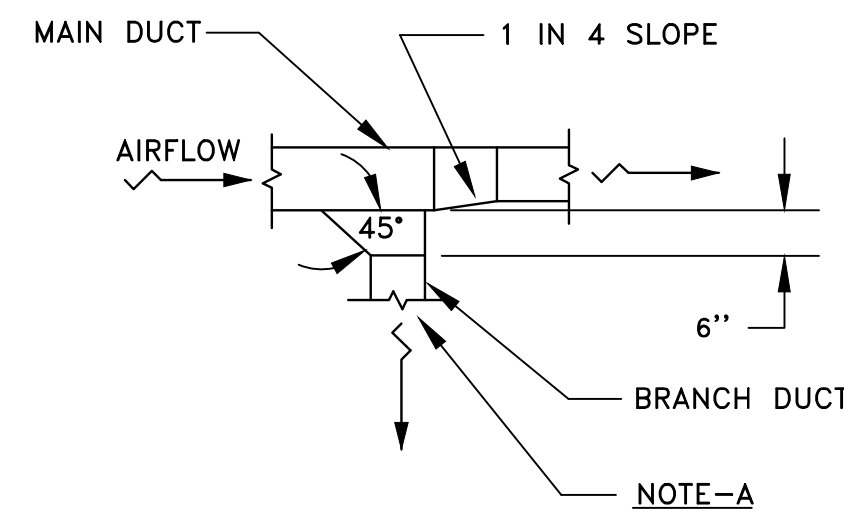 MAIN DUCT
1 IN 4 SLOPE
AIRFLOW
45°
6''
BRANCH DUCT
NOTE-A